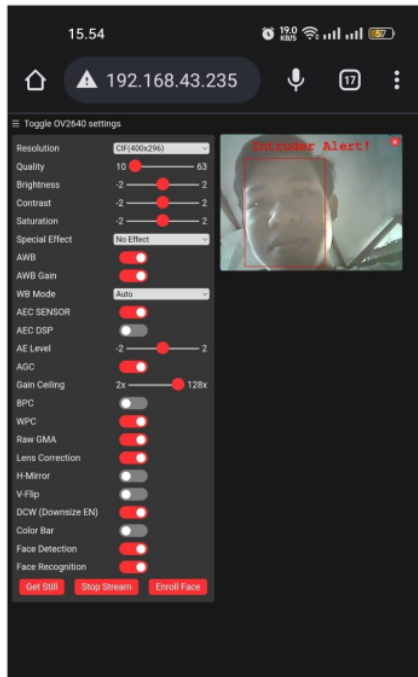 15.54 19.0 KB/S 57
192.168.43.235 17
☰ Toggle OV2640 settings
Resolution CIF(400x296)
Quality 10 63
Brightness -2 2
Contrast -2 2
Saturation -2 2
Special Effect No Effect
AWB
AWB Gain
WB Mode Auto
AEC SENSOR
AEC DSP
AE Level -2 2
AGC
Gain Ceiling 2x 128x
BPC
WPC
Raw GMA
Lens Correction
H-Mirror
V-Flip
DCW (Downsize EN)
Color Bar
Face Detection
Face Recognition
Get Still Stop Stream Enroll Face
Intruder Alert!